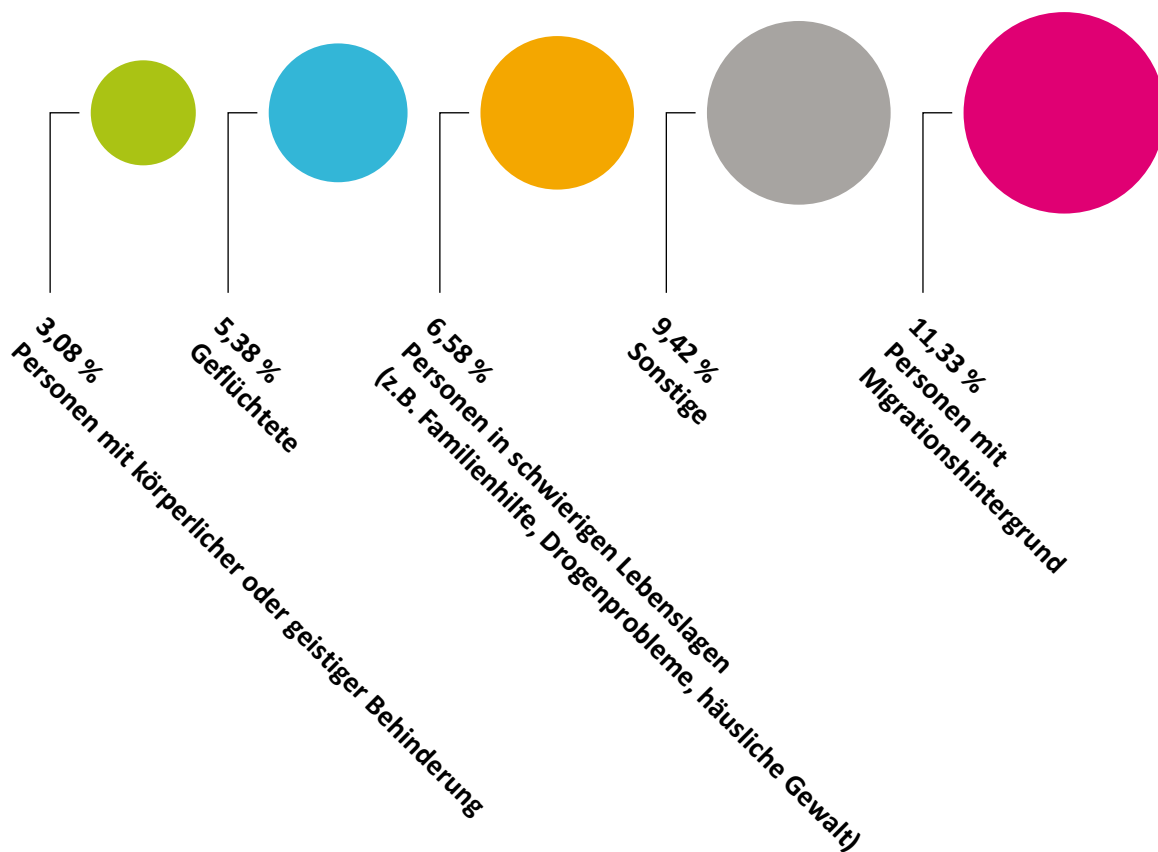 3,08 %
Personen mit körperlicher oder geistiger Behinderung
5,38 %
Geflüchtete
6,58 %
Personen in schwierigen Lebenslagen
(z.B. Familienhilfe, Drogenprobleme, häusliche Gewalt)
9,42 %
Sonstige
11,33 %
Personen mit
Migrationshintergrund